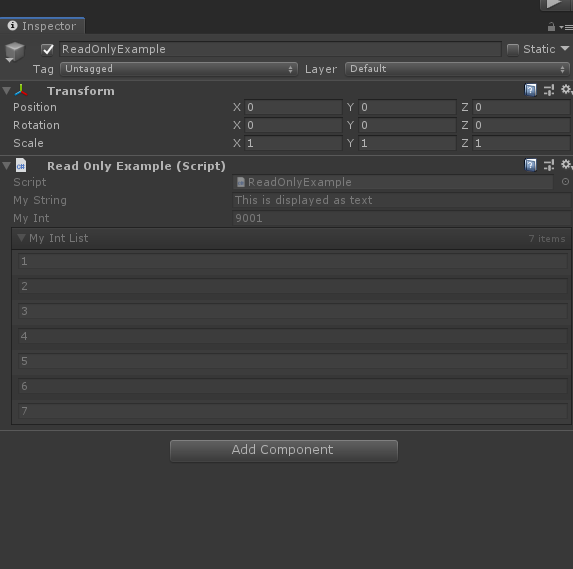 Inspector
ReadOnlyExample Static
Tag Untagged Layer Default
Transform
Position X 0 Y 0 Z 0
Rotation X 0 Y 0 Z 0
Scale X 1 Y 1 Z 1
Read Only Example (Script)
Script ReadOnlyExample
My String This is displayed as text
My Int 9001
My Int List 7 items
1
2
3
4
5
6
7
Add Component